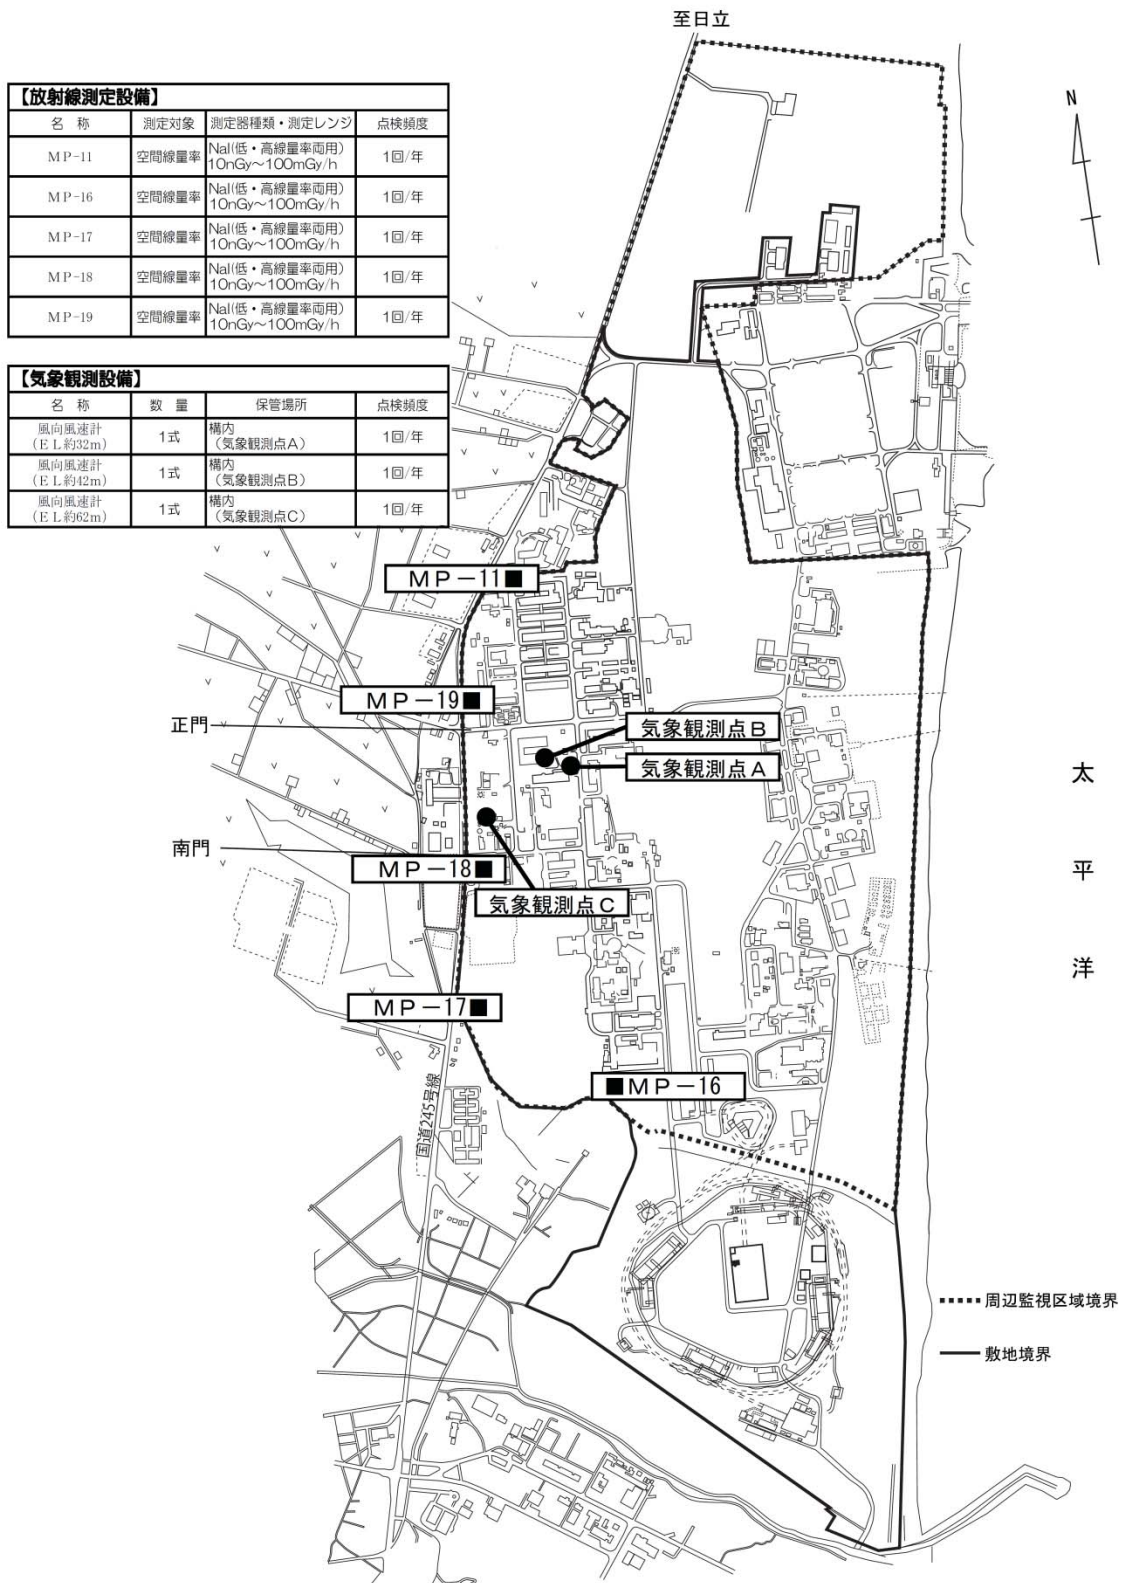 至日立
【放射線測定設備】
名 称 測定対象 測定器種類・測定レンジ 点検頻度
MP-11 空間線量率 NaI(低・高線量率両用) 10nGy～100mGy/h 1回/年
MP-16 空間線量率 NaI(低・高線量率両用) 10nGy～100mGy/h 1回/年
MP-17 空間線量率 NaI(低・高線量率両用) 10nGy～100mGy/h 1回/年
MP-18 空間線量率 NaI(低・高線量率両用) 10nGy～100mGy/h 1回/年
MP-19 空間線量率 NaI(低・高線量率両用) 10nGy～100mGy/h 1回/年
N
【気象観測設備】
名 称 数 量 保管場所 点検頻度
風向風速計 (EL約32m) 1式 構内 (気象観測点A) 1回/年
風向風速計 (EL約42m) 1式 構内 (気象観測点B) 1回/年
風向風速計 (EL約62m) 1式 構内 (気象観測点C) 1回/年
MP-11■
MP-19■
正門
気象観測点B
気象観測点A
南門
MP-18■
気象観測点C
MP-17■
■MP-16
国道245号線
太平洋
周辺監視区域境界
敷地境界